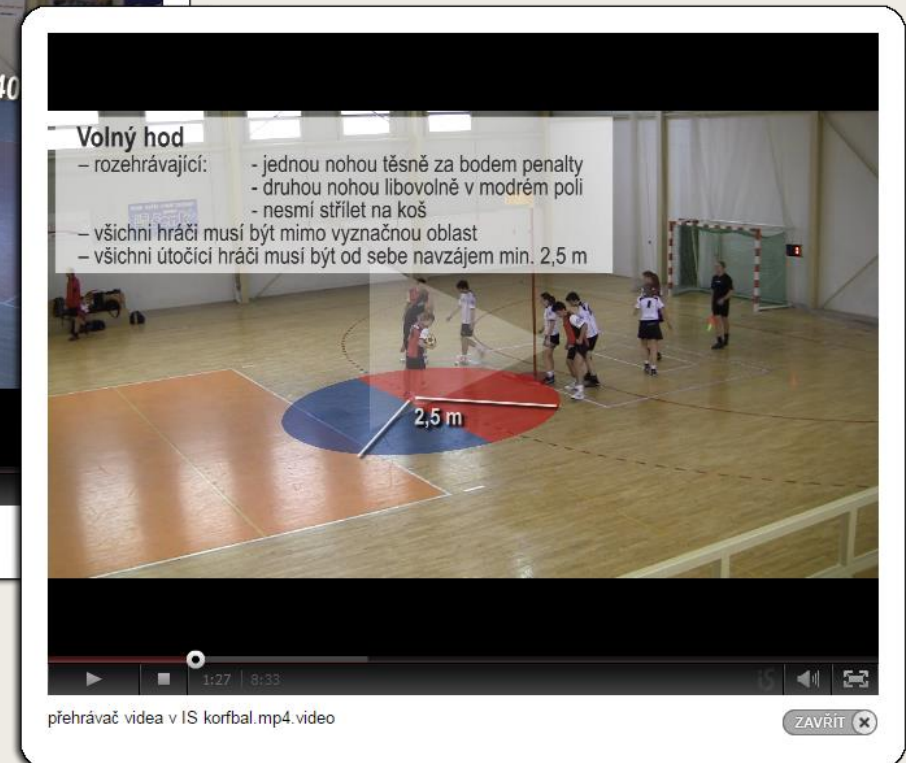 40
Volný hod
– rozehrávající: - jednou nohou těsně za bodem penalty
- druhou nohou libovolně v modrém poli
- nesmí střílet na koš
– všichni hráči musí být mimo vyznačnou oblast
– všichni útočící hráči musí být od sebe navzájem min. 2,5 m
2,5 m
1:27 | 8:33
iS
přehrávač videa v IS korfbal.mp4.video
ZAVŘÍT